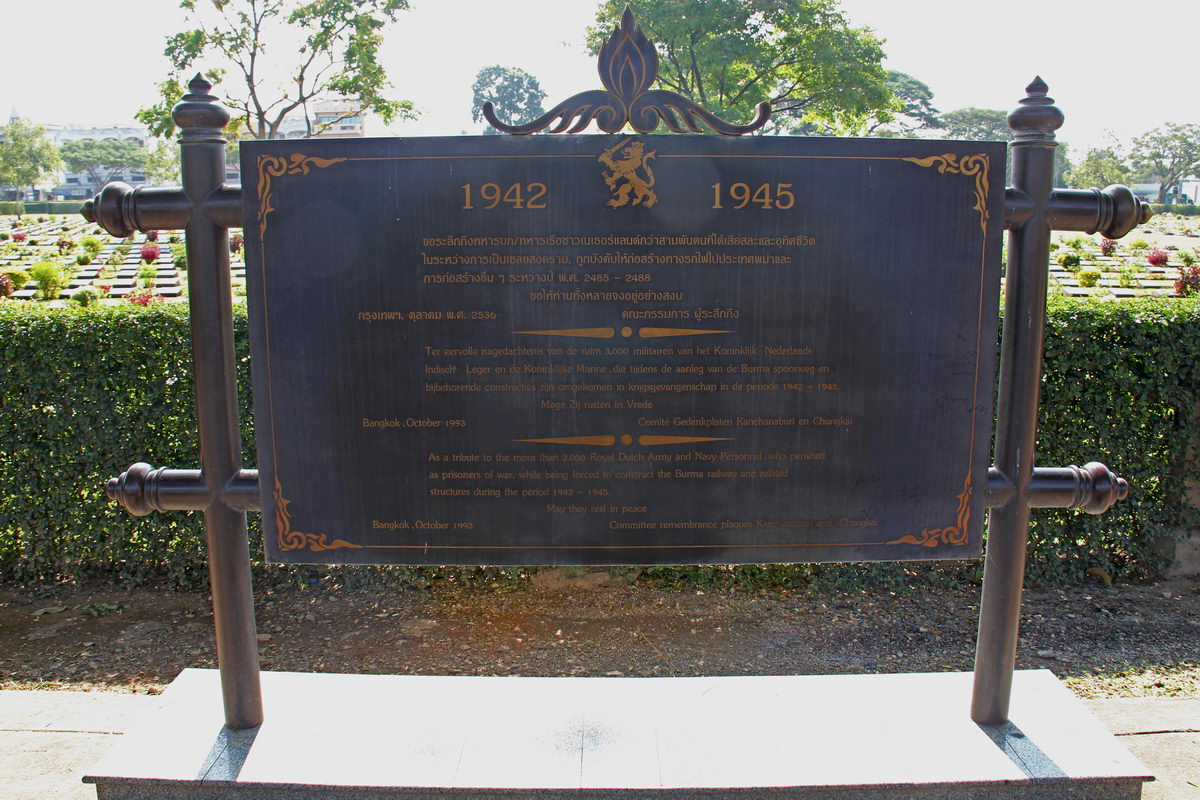 1942 1945
ขอระลึกถึงทหารบก/ทหารเรือชาวเนเธอร์แลนด์กว่าสามพันคนที่ได้เสียสละและอุทิศชีวิต
ในระหว่างการเป็นเชลยสงคราม, ถูกบังคับให้ก่อสร้างทางรถไฟไปประเทศพม่าและ
การก่อสร้างอื่น ๆ ระหว่างปี พ.ศ. 2485 – 2488
ขอให้ท่านทั้งหลายจงอยู่อย่างสงบ
กรุงเทพฯ, ตุลาคม พ.ศ. 2536 คณะกรรมการ ผู้ระลึกถึง
Ter eervolle nagedachtenis van de ruim 3.000 militairen van het Koninklijk Nederlands
Indisch Leger en de Koninklijke Marine, die tijdens de aanleg van de Burma spoorweg en
bijbehorende constructies zijn omgekomen in krijgsgevangenschap in de periode 1942 – 1945.
Moge Zij rusten in Vrede
Bangkok, October 1993 Comité Gedenkplaten Kanchanaburi en Chungkai
As a tribute to the more than 3.000 Royal Dutch Army and Navy Personnel, who perished
as prisoners of war, while being forced to construct the Burma railway and related
structures during the period 1942 – 1945.
May they rest in peace
Bangkok, October 1993 Committee remembrance plaques Kanchanaburi and Chungkai